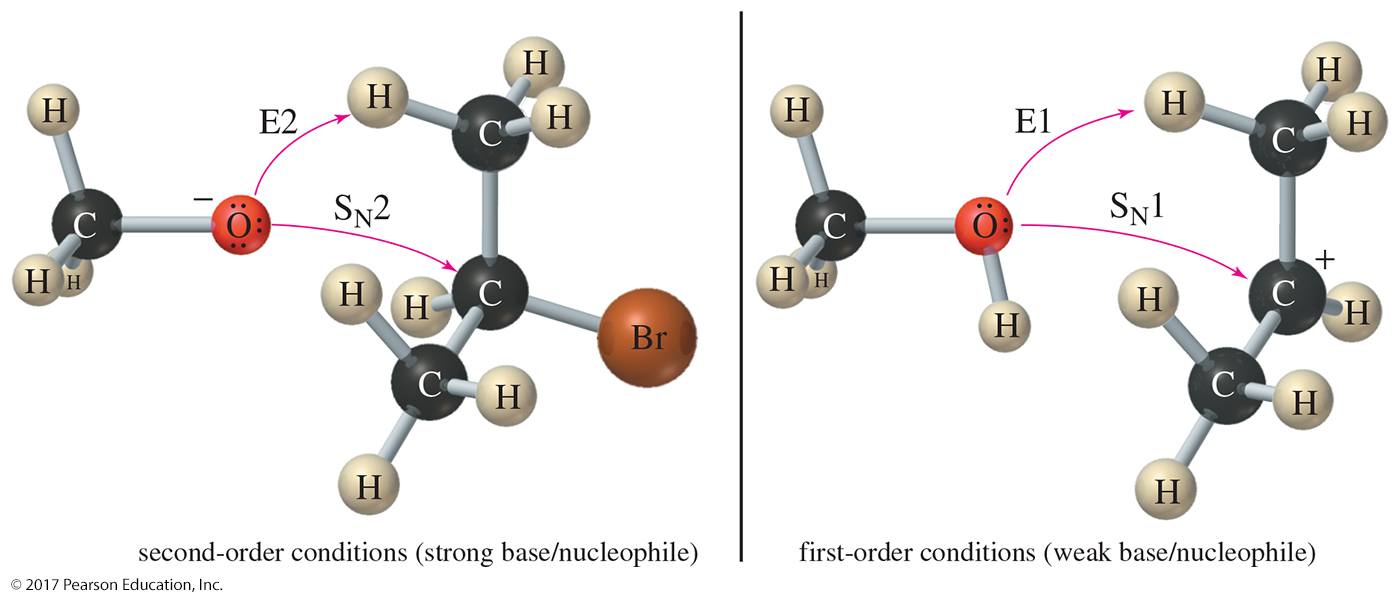 H
H
H
H
E2
C
−
SN2
C
:O:
H
H
H
H
C
Br
C
H
H
second-order conditions (strong base/nucleophile)
H
H
H
H
E1
C
SN1
C
O:
+
H
H
H
C
H
H
C
H
H
first-order conditions (weak base/nucleophile)
© 2017 Pearson Education, Inc.